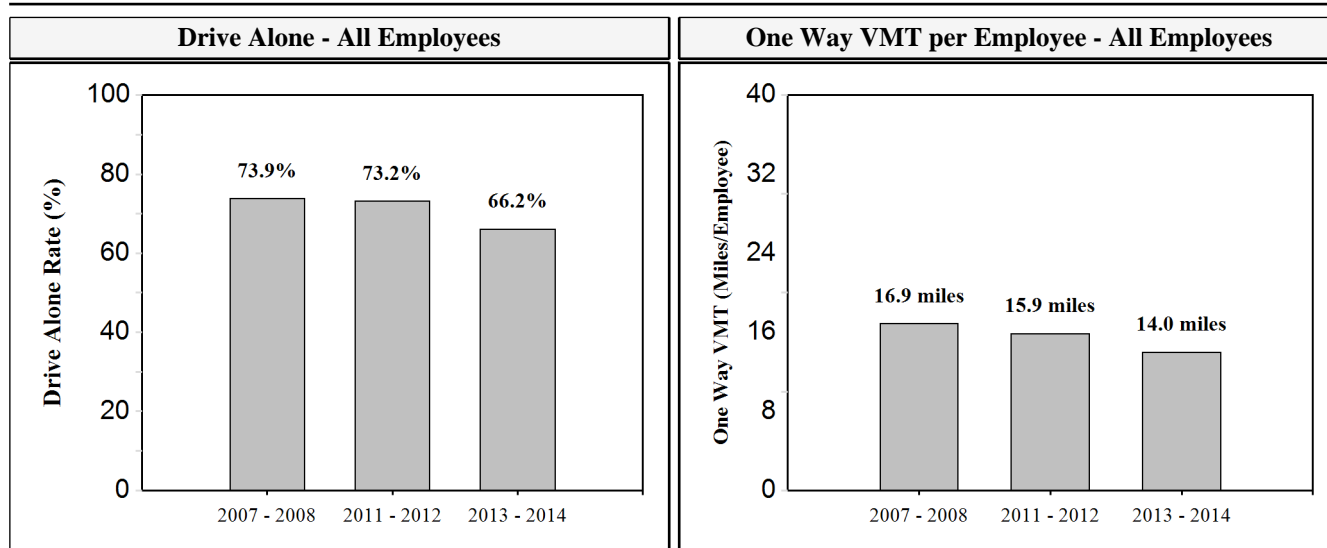 Drive Alone - All Employees
Drive Alone Rate (%)
100
80
60
40
20
0
73.9%
73.2%
66.2%
2007 - 2008
2011 - 2012
2013 - 2014
One Way VMT per Employee - All Employees
One Way VMT (Miles/Employee)
40
32
24
16
8
0
16.9 miles
15.9 miles
14.0 miles
2007 - 2008
2011 - 2012
2013 - 2014